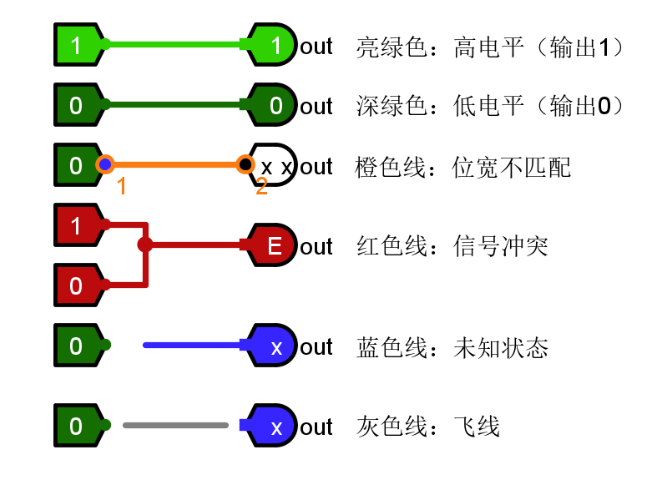 1 1 out 亮绿色：高电平（输出1）
0 0 out 深绿色：低电平（输出0）
0 x x out 橙色线：位宽不匹配
1 2
1
E out 红色线：信号冲突
0
0 x out 蓝色线：未知状态
0 x out 灰色线：飞线